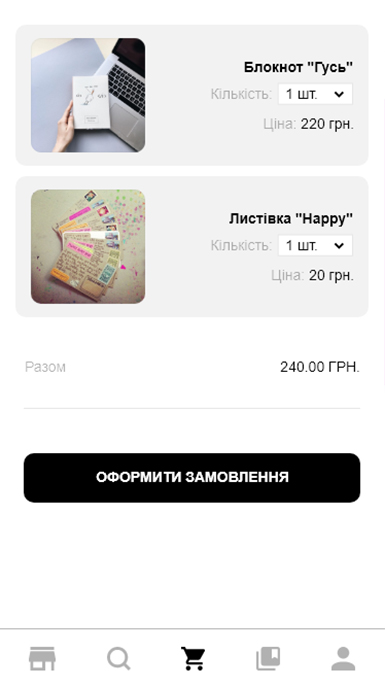 Блокнот "Гусь"
Кількість: 1 шт.
Ціна: 220 грн.
Листівка "Happy"
Кількість: 1 шт.
Ціна: 20 грн.
Разом 240.00 ГРН.
ОФОРМИТИ ЗАМОВЛЕННЯ